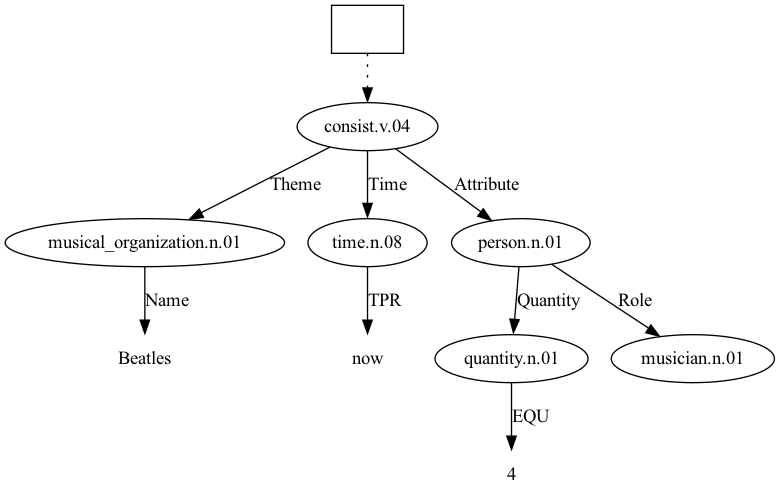 consist.v.04
Theme Time Attribute
musical_organization.n.01 time.n.08 person.n.01
Name TPR Quantity Role
Beatles now quantity.n.01 musician.n.01
EQU
4